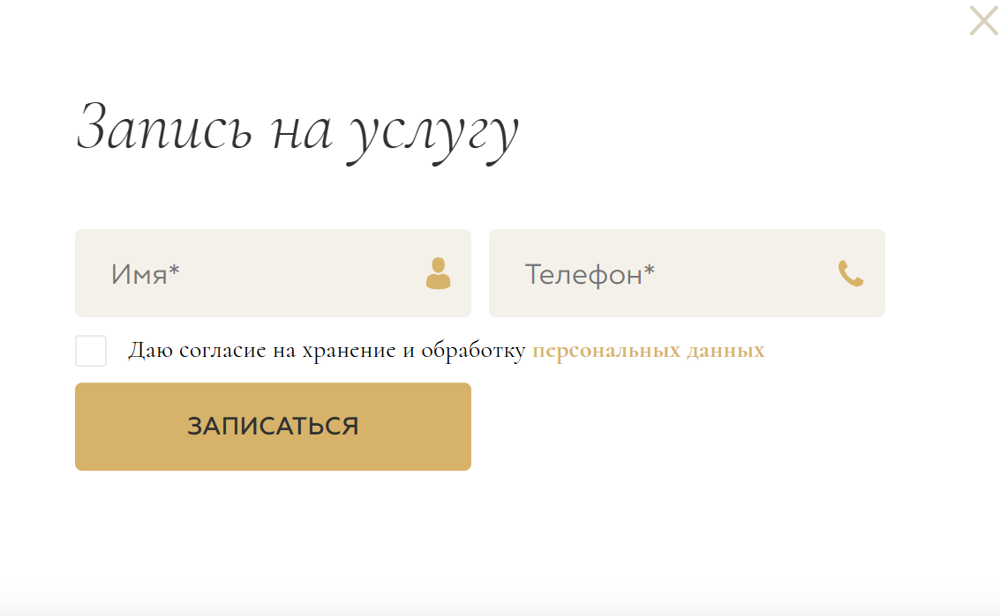 Запись на услугу
Имя*
Телефон*
Даю согласие на хранение и обработку персональных данных
ЗАПИСАТЬСЯ